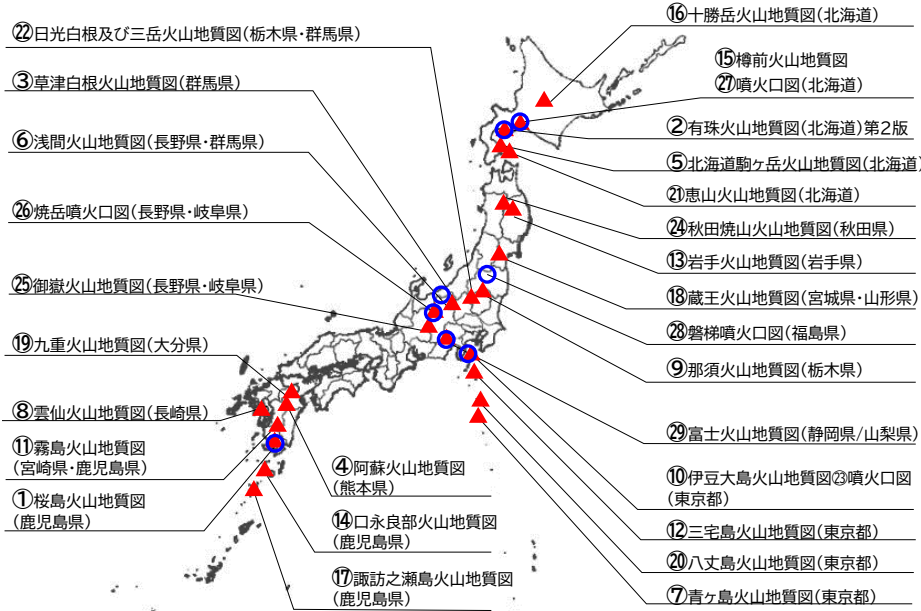 ㉒日光白根及び三岳火山地質図(栃木県・群馬県)
③草津白根火山地質図(群馬県)
⑥浅間火山地質図(長野県・群馬県)
㉖焼岳噴火口図(長野県・岐阜県)
㉕御嶽火山地質図(長野県・岐阜県)
⑲九重火山地質図(大分県)
⑧雲仙火山地質図(長崎県)
⑪霧島火山地質図
(宮崎県・鹿児島県)
①桜島火山地質図
(鹿児島県)
④阿蘇火山地質図
(熊本県)
⑭口永良部火山地質図
(鹿児島県)
⑰諏訪之瀬島火山地質図
(鹿児島県)
⑯十勝岳火山地質図(北海道)
⑮樽前火山地質図
㉗噴火口図(北海道)
②有珠火山地質図(北海道)第2版
⑤北海道駒ヶ岳火山地質図(北海道)
㉑恵山火山地質図(北海道)
㉔秋田焼山火山地質図(秋田県)
⑬岩手火山地質図(岩手県)
⑱蔵王火山地質図(宮城県・山形県)
㉘磐梯噴火口図(福島県)
⑨那須火山地質図(栃木県)
㉙富士火山地質図(静岡県/山梨県)
⑩伊豆大島火山地質図㉓噴火口図
(東京都)
⑫三宅島火山地質図(東京都)
⑳八丈島火山地質図(東京都)
⑦青ヶ島火山地質図(東京都)